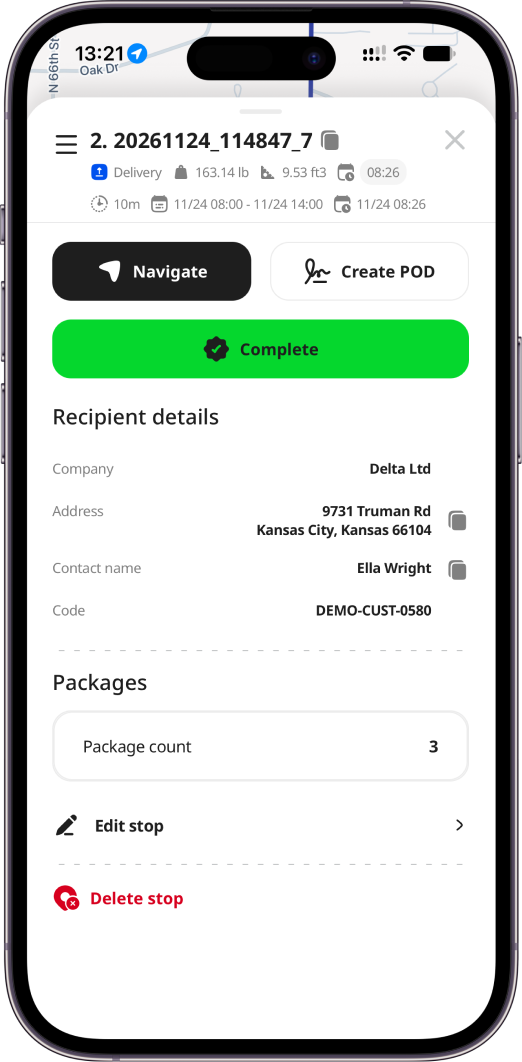 13:21
N 66th St
Oak Dr
2. 20261124_114847_7
Delivery 163.14 lb 9.53 ft3 08:26
10m 11/24 08:00 - 11/24 14:00 11/24 08:26
Navigate Create POD
Complete
Recipient details
Company Delta Ltd
Address 9731 Truman Rd
Kansas City, Kansas 66104
Contact name Ella Wright
Code DEMO-CUST-0580
Packages
Package count 3
Edit stop
Delete stop